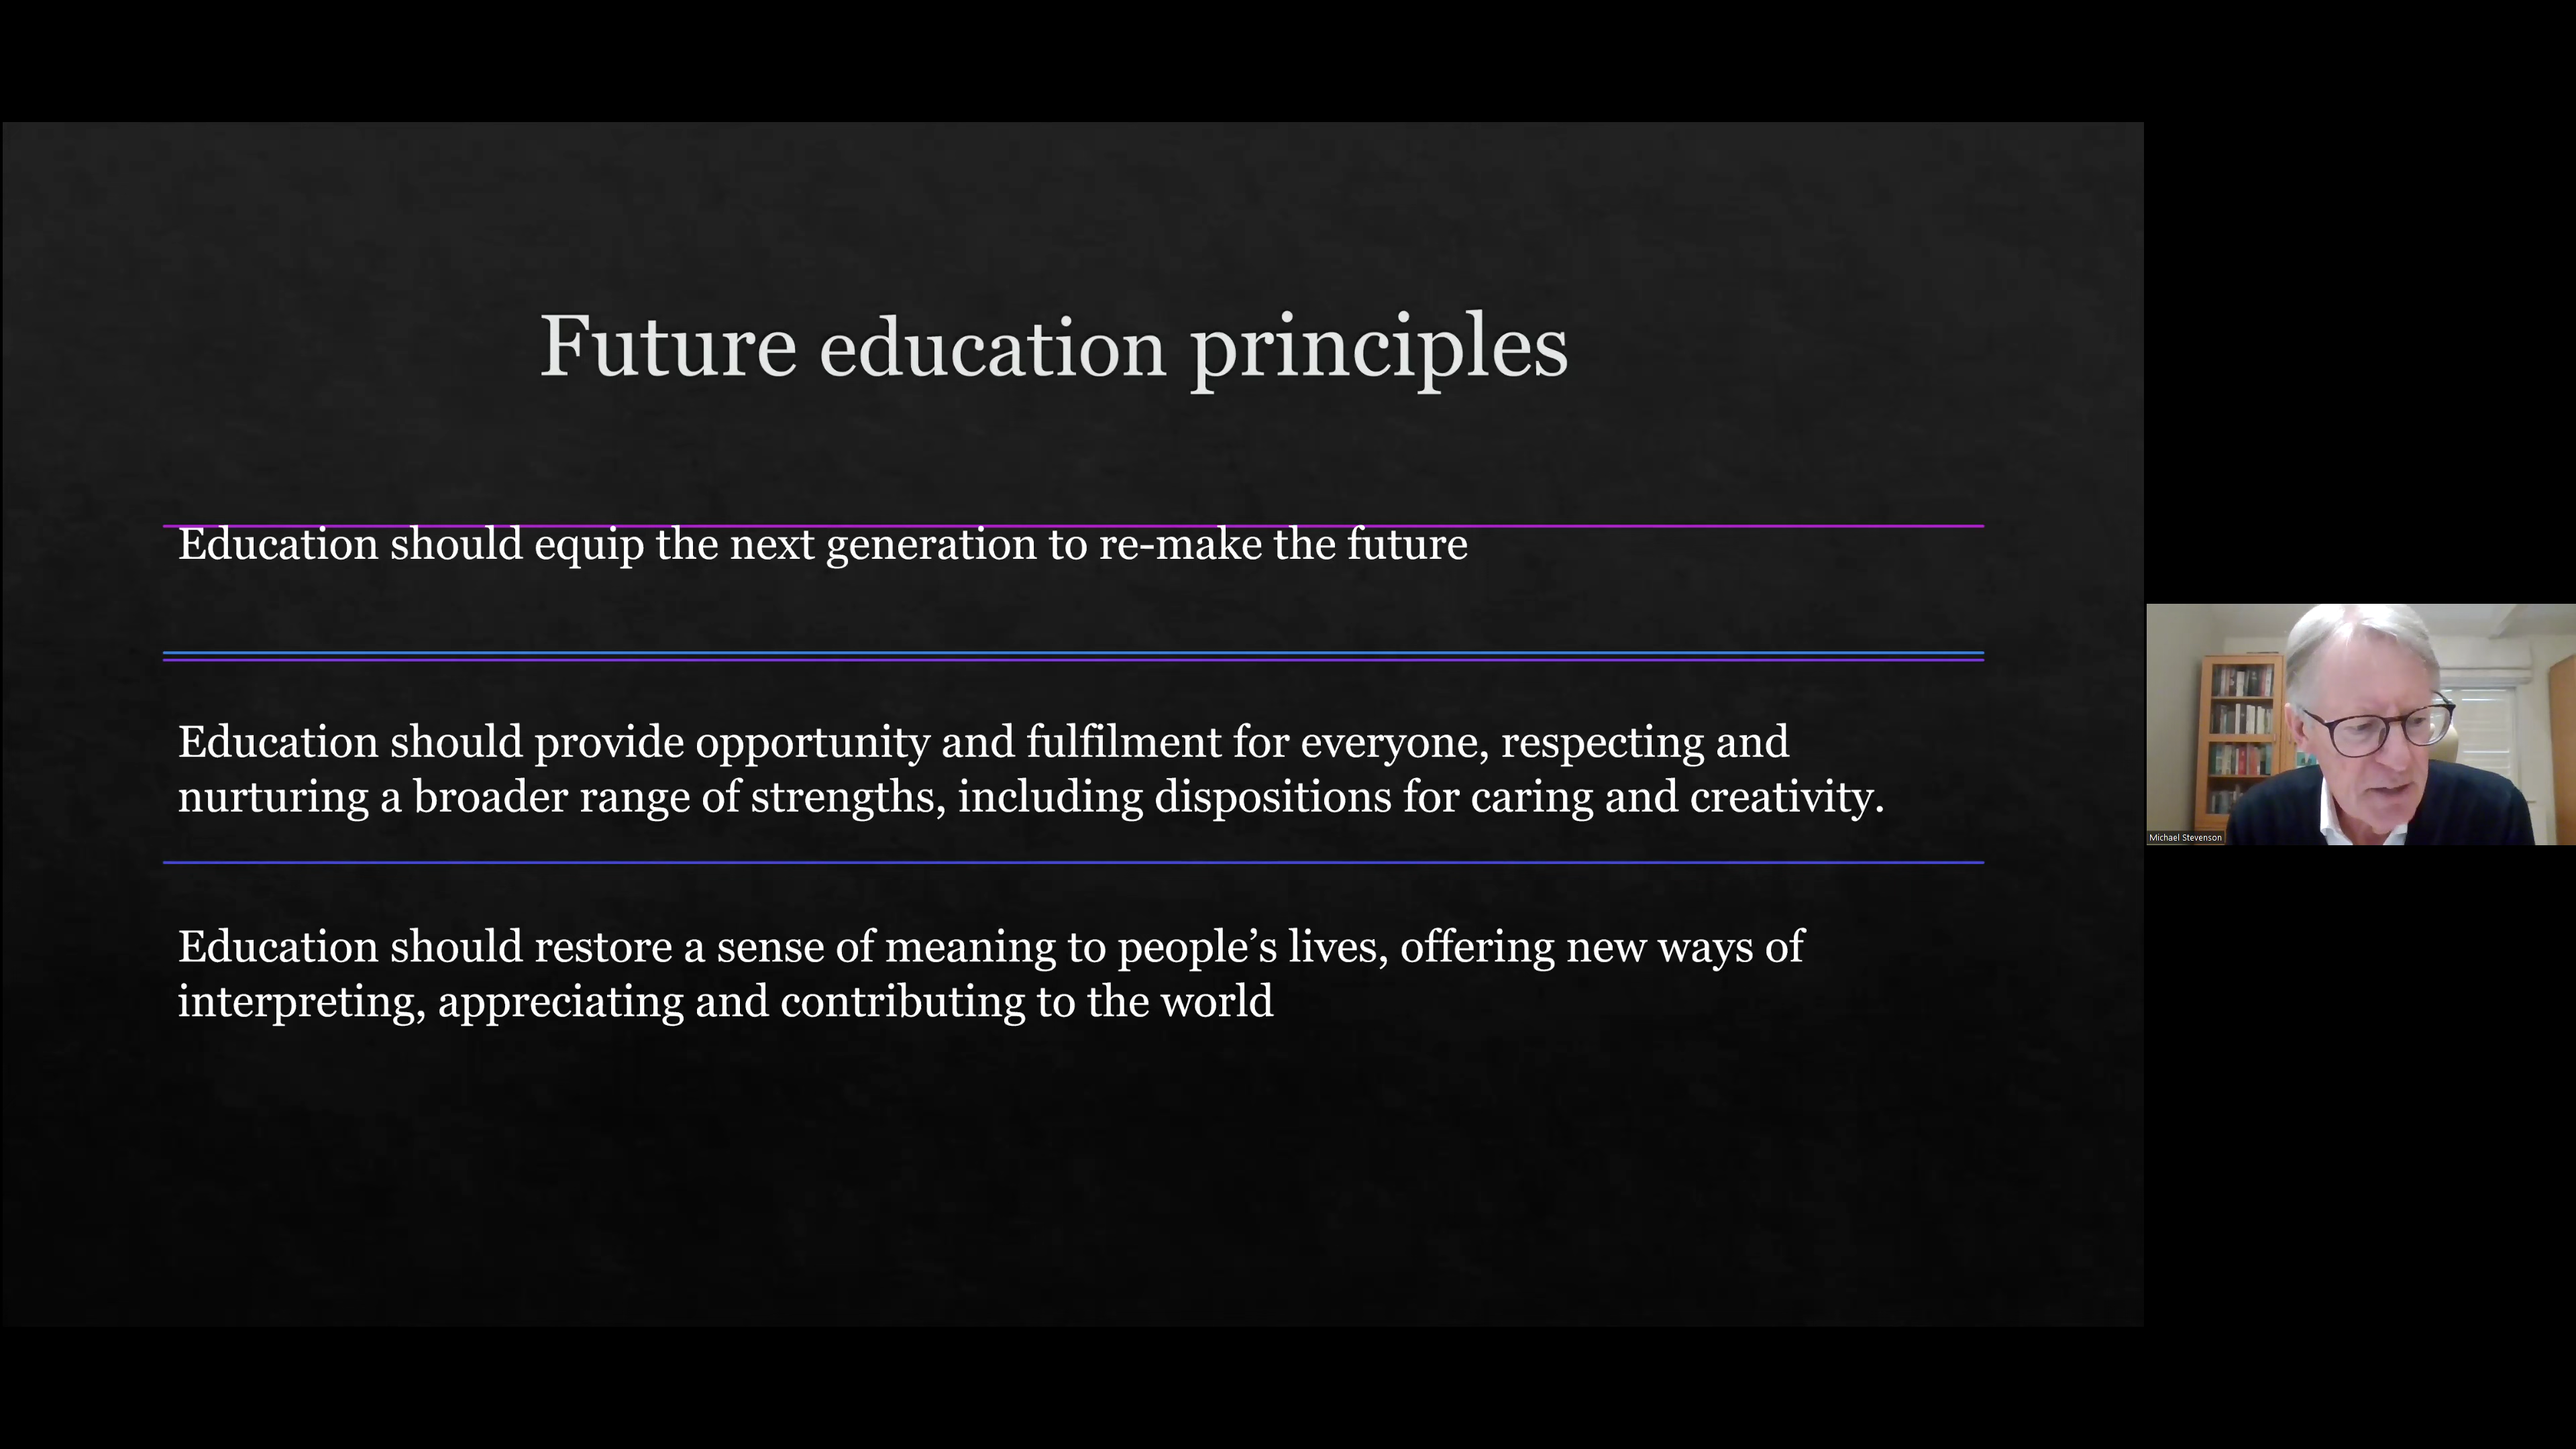 Future education principles
Education should equip the next generation to re-make the future
Education should provide opportunity and fulfilment for everyone, respecting and
nurturing a broader range of strengths, including dispositions for caring and creativity.
Education should restore a sense of meaning to people’s lives, offering new ways of
interpreting, appreciating and contributing to the world
Michael Stevenson